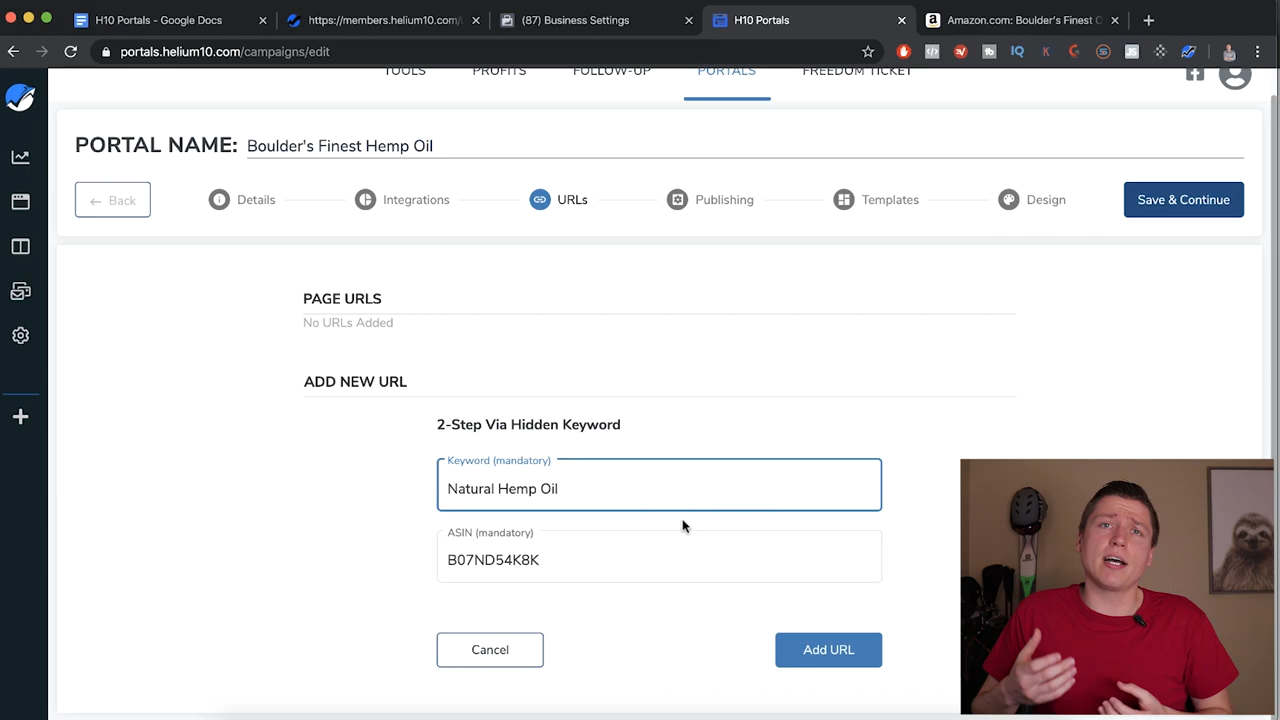 H10 Portals - Google Docs
https://members.helium10.com/
(87) Business Settings
H10 Portals
Amazon.com: Boulder's Finest
portals.helium10.com/campaigns/edit
TOOLS PROFITS FOLLOW-UP PORTALS FREEDOM TICKET
PORTAL NAME: Boulder's Finest Hemp Oil
← Back
Details
Integrations
URLs
Publishing
Templates
Design
Save & Continue
PAGE URLS
No URLs Added
ADD NEW URL
2-Step Via Hidden Keyword
Keyword (mandatory)
Natural Hemp Oil
ASIN (mandatory)
B07ND54K8K
Cancel
Add URL